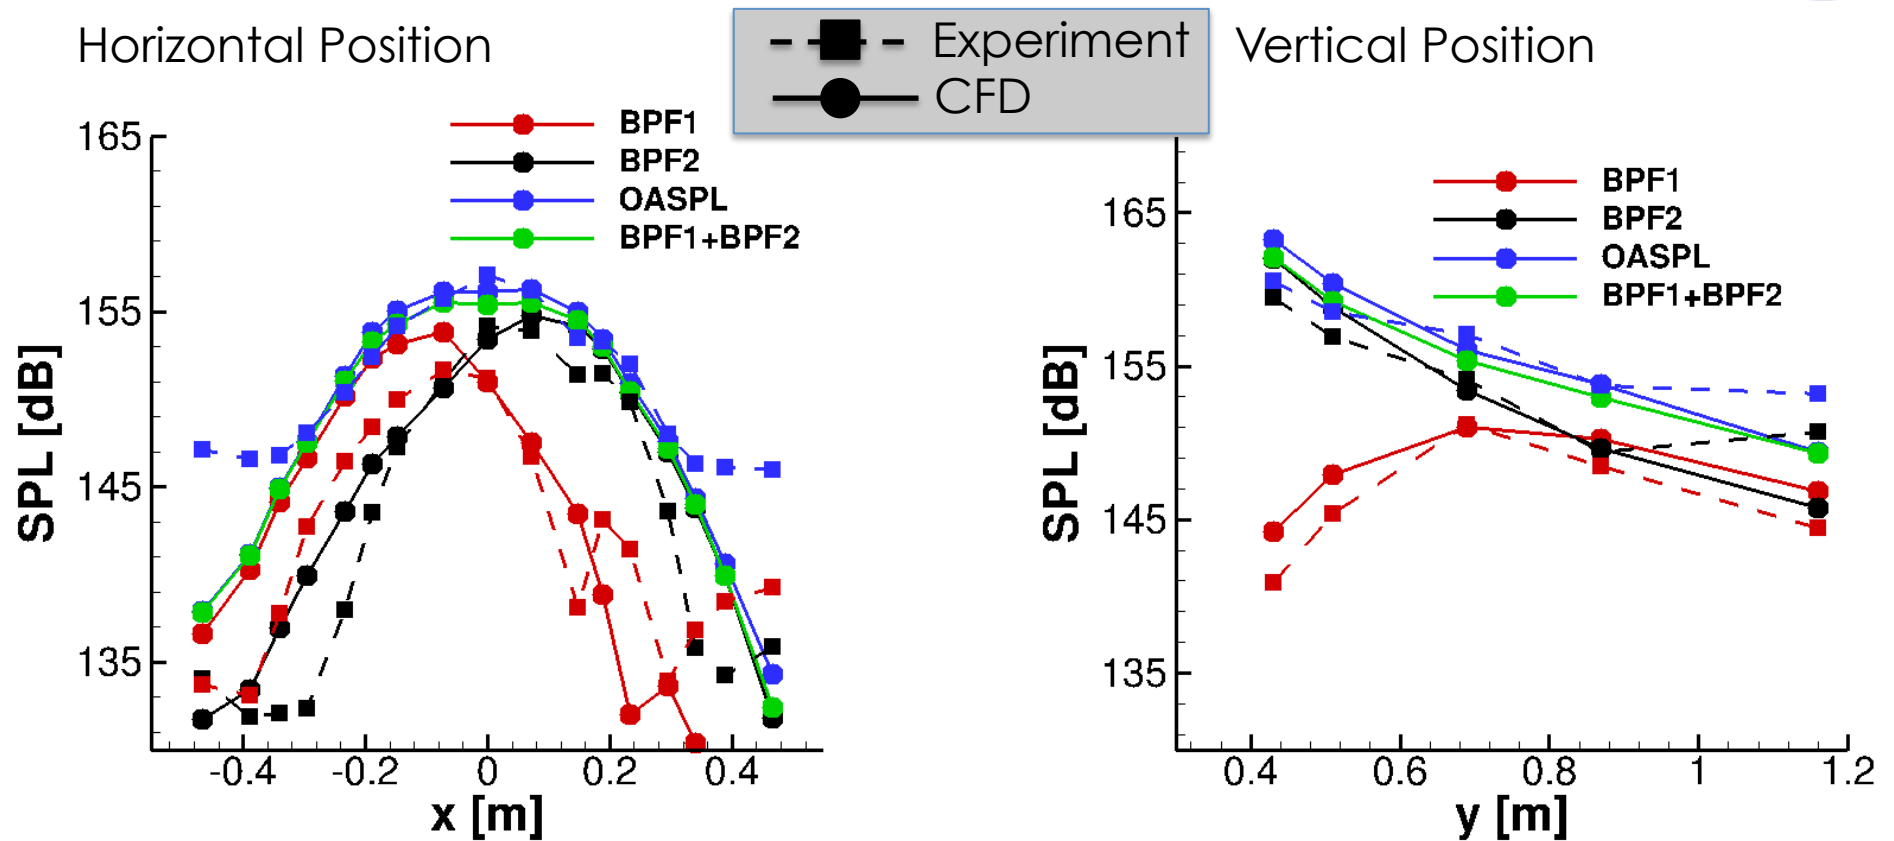 Horizontal Position
Experiment
CFD
Vertical Position
BPF1
BPF2
OASPL
BPF1+BPF2
165
155
145
135
SPL [dB]
-0.4 -0.2 0 0.2 0.4
x [m]
BPF1
BPF2
OASPL
BPF1+BPF2
165
155
145
135
SPL [dB]
0.4 0.6 0.8 1 1.2
y [m]